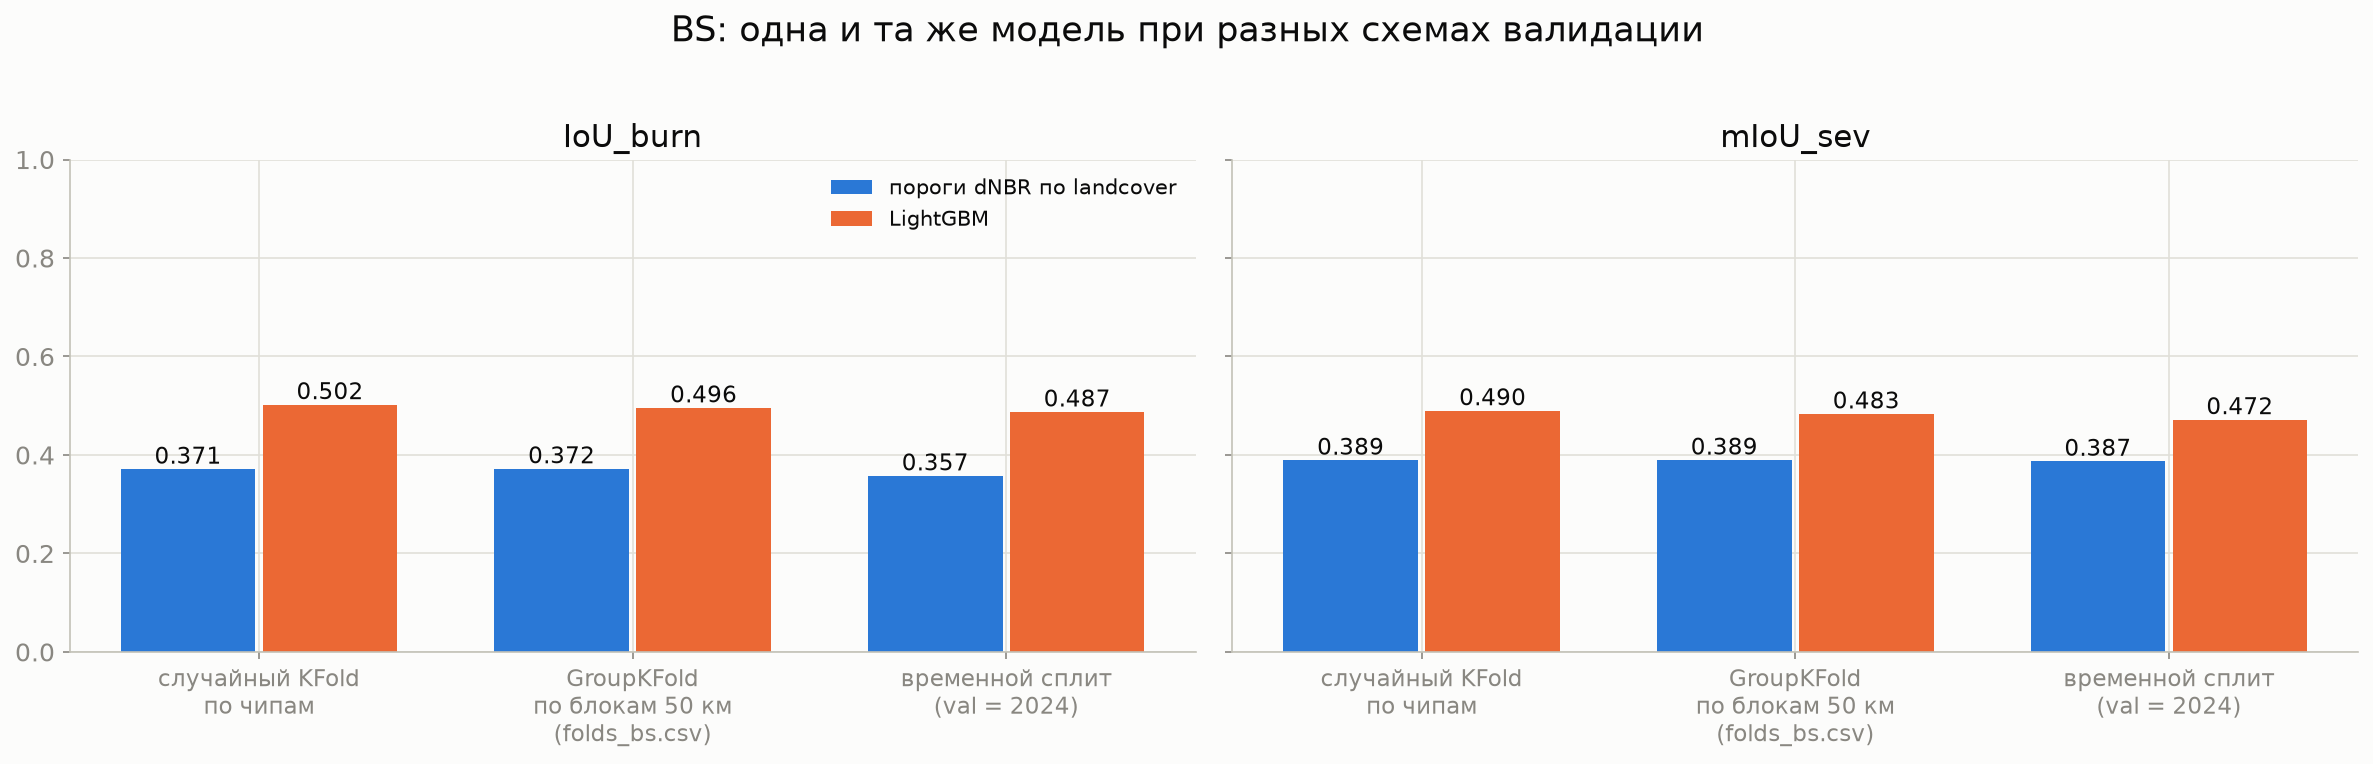 BS: одна и та же модель при разных схемах валидации
IoU_burn
1.0
0.8
0.6
0.4
0.2
0.0
пороги dNBR по landcover
LightGBM
0.371
0.502
0.372
0.496
0.357
0.487
случайный KFold
по чипам
GroupKFold
по блокам 50 км
(folds_bs.csv)
временной сплит
(val = 2024)
mIoU_sev
0.389
0.490
0.389
0.483
0.387
0.472
случайный KFold
по чипам
GroupKFold
по блокам 50 км
(folds_bs.csv)
временной сплит
(val = 2024)